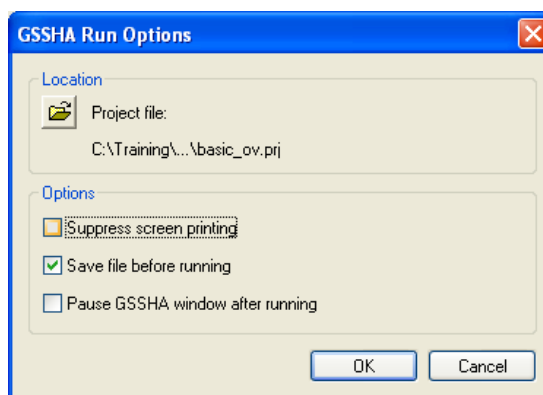 GSSHA Run Options
Location
Project file:
C:\Training\...\basic_ov.prj
Options
Suppress screen printing
Save file before running
Pause GSSHA window after running
OK
Cancel